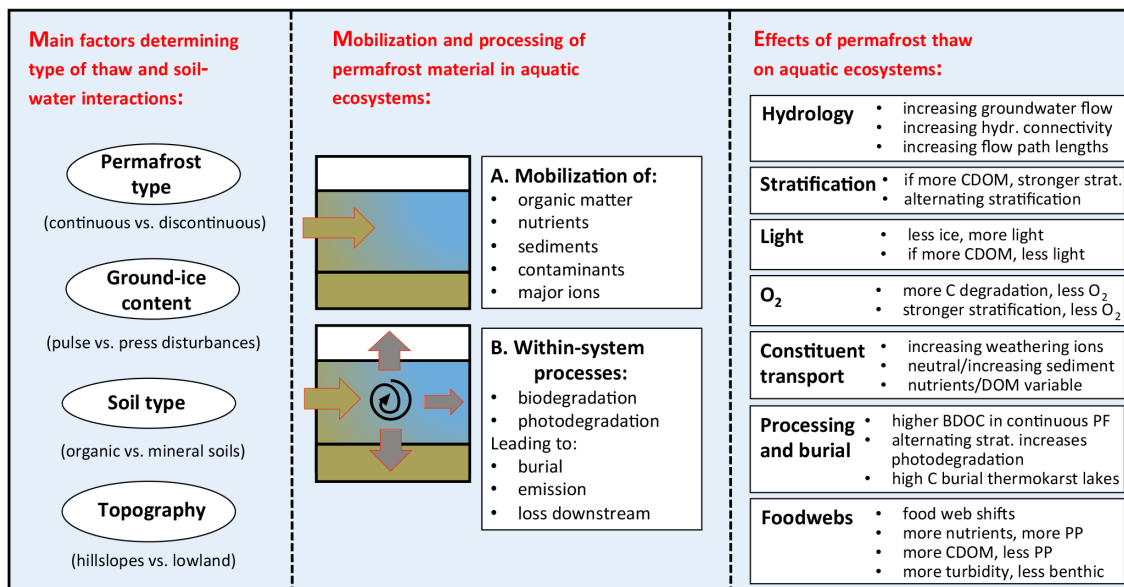 Main factors determining
type of thaw and soil-
water interactions:
Permafrost
type
(continuous vs. discontinuous)
Ground-ice
content
(pulse vs. press disturbances)
Soil type
(organic vs. mineral soils)
Topography
(hillslopes vs. lowland)
Mobilization and processing of
permafrost material in aquatic
ecosystems:
A. Mobilization of:
• organic matter
• nutrients
• sediments
• contaminants
• major ions
B. Within-system
processes:
• biodegradation
• photodegradation
Leading to:
• burial
• emission
• loss downstream
Effects of permafrost thaw
on aquatic ecosystems:
Hydrology
• increasing groundwater flow
• increasing hydr. connectivity
• increasing flow path lengths
Stratification
• if more CDOM, stronger strat.
• alternating stratification
Light
• less ice, more light
• if more CDOM, less light
O₂
• more C degradation, less O₂
• stronger stratification, less O₂
Constituent
transport
• increasing weathering ions
• neutral/increasing sediment
• nutrients/DOM variable
Processing
and burial
• higher BDOC in continuous PF
• alternating strat. increases
photodegradation
• high C burial thermokarst lakes
Foodwebs
• food web shifts
• more nutrients, more PP
• more CDOM, less PP
• more turbidity, less benthic